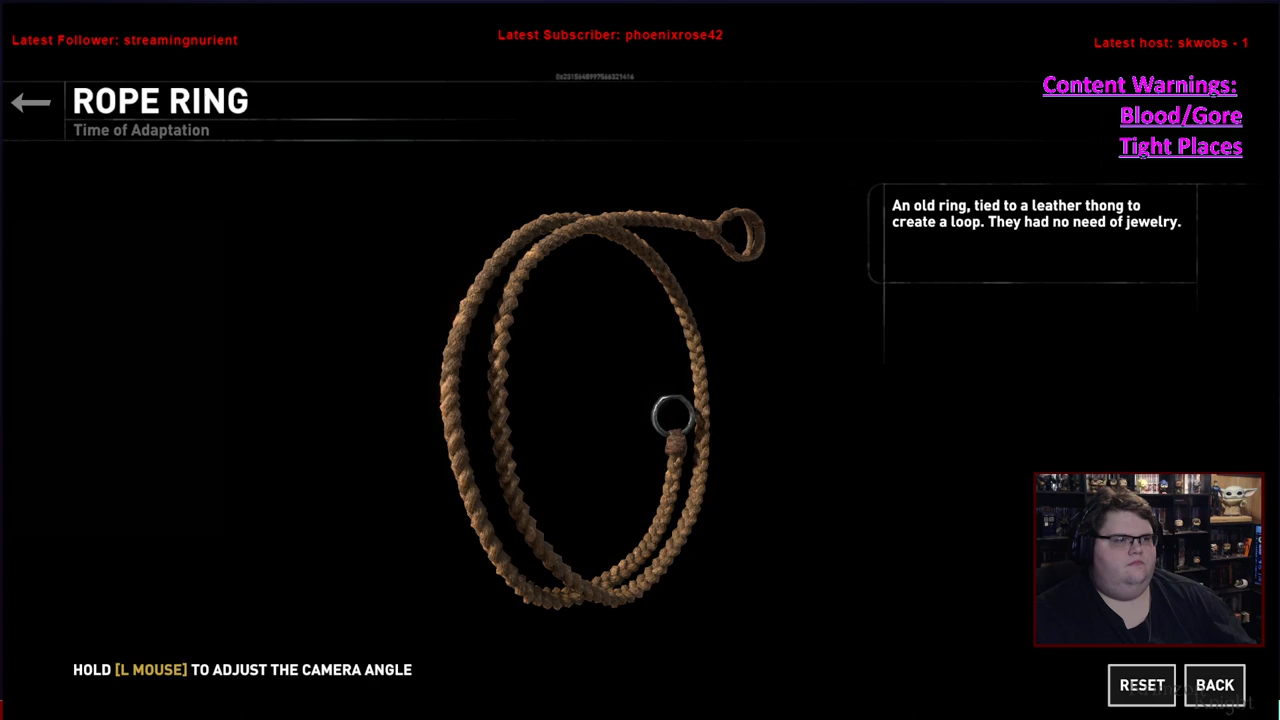 Latest Follower: streamingnurient
Latest Subscriber: phoenixrose42
Latest host: skwobs - 1
Content Warnings:
Blood/Gore
Tight Places
ROPE RING
Time of Adaptation
An old ring, tied to a leather thong to
create a loop. They had no need of jewelry.
HOLD [L MOUSE] TO ADJUST THE CAMERA ANGLE
RESET
BACK
Knight